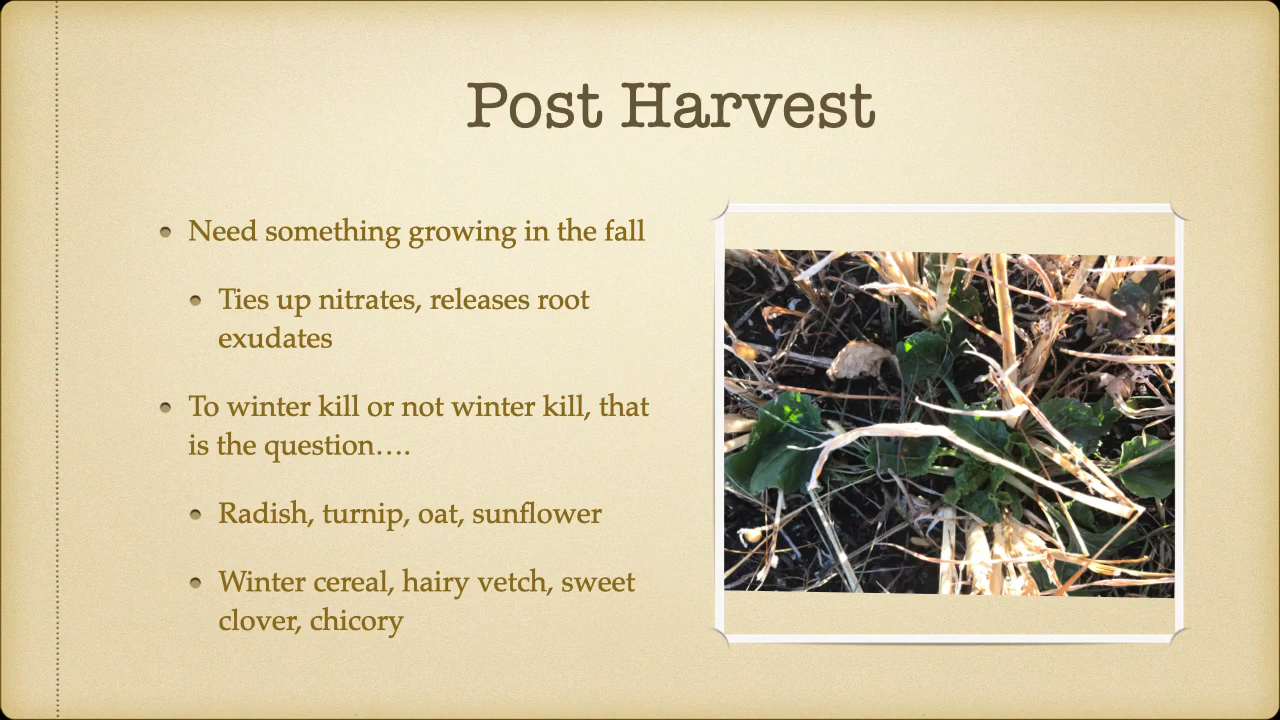 Post Harvest
Need something growing in the fall
Ties up nitrates, releases root
exudates
To winter kill or not winter kill, that
is the question….
Radish, turnip, oat, sunflower
Winter cereal, hairy vetch, sweet
clover, chicory